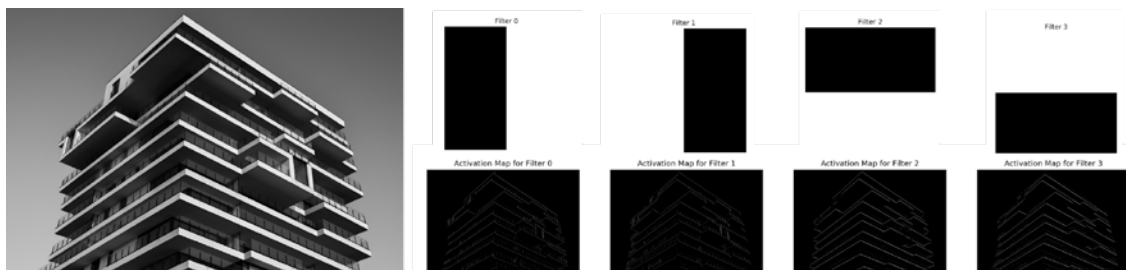 Filter 0
Filter 1
Filter 2
Filter 3
Activation Map for Filter 0
Activation Map for Filter 1
Activation Map for Filter 2
Activation Map for Filter 3